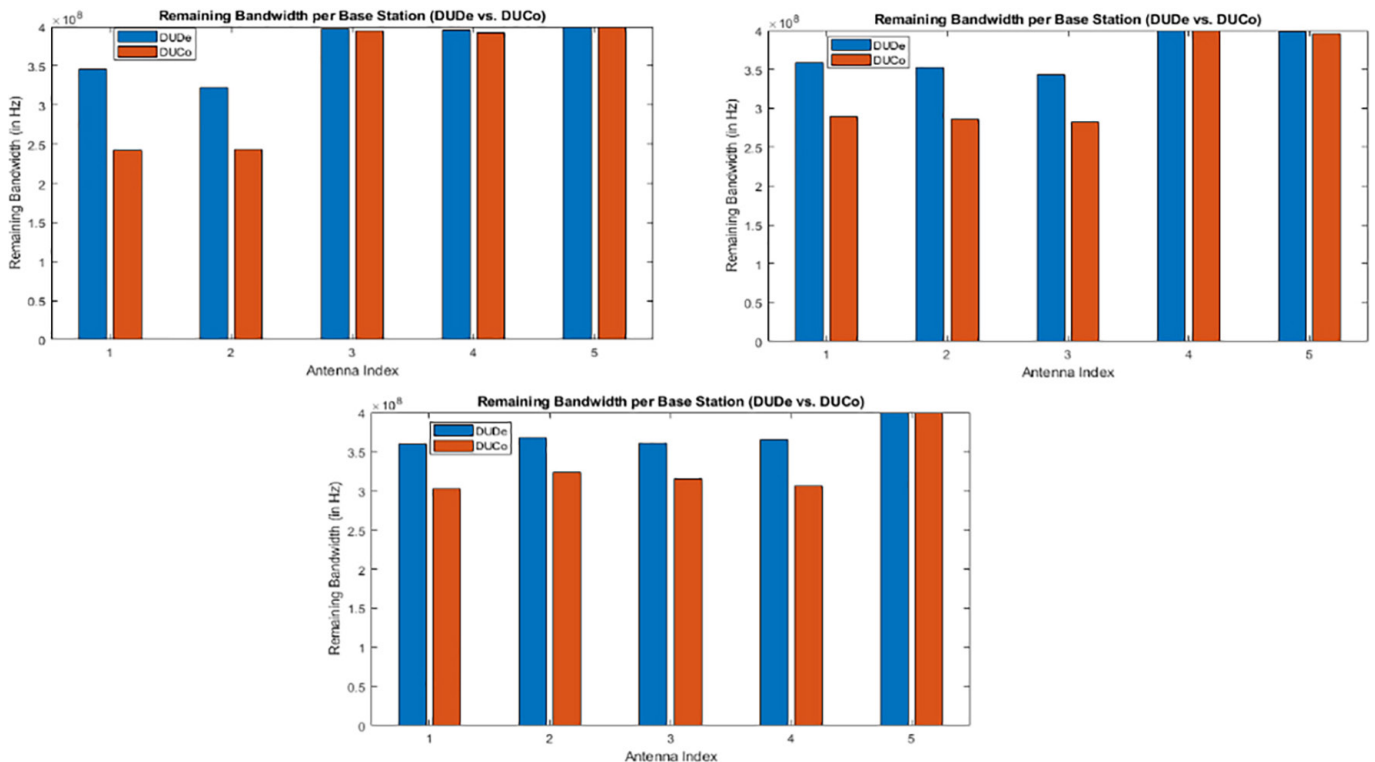 Remaining Bandwidth per Base Station (DUDe vs. DUCo)
× 10^8
DUDe
DUCo
4
3.5
3
2.5
2
1.5
1
0.5
0
Remaining Bandwidth (in Hz)
1 2 3 4 5
Antenna Index
Remaining Bandwidth per Base Station (DUDe vs. DUCo)
× 10^8
DUDe
DUCo
4
3.5
3
2.5
2
1.5
1
0.5
0
Remaining Bandwidth (in Hz)
1 2 3 4 5
Antenna Index
Remaining Bandwidth per Base Station (DUDe vs. DUCo)
× 10^8
DUDe
DUCo
4
3.5
3
2.5
2
1.5
1
0.5
0
Remaining Bandwidth (in Hz)
1 2 3 4 5
Antenna Index